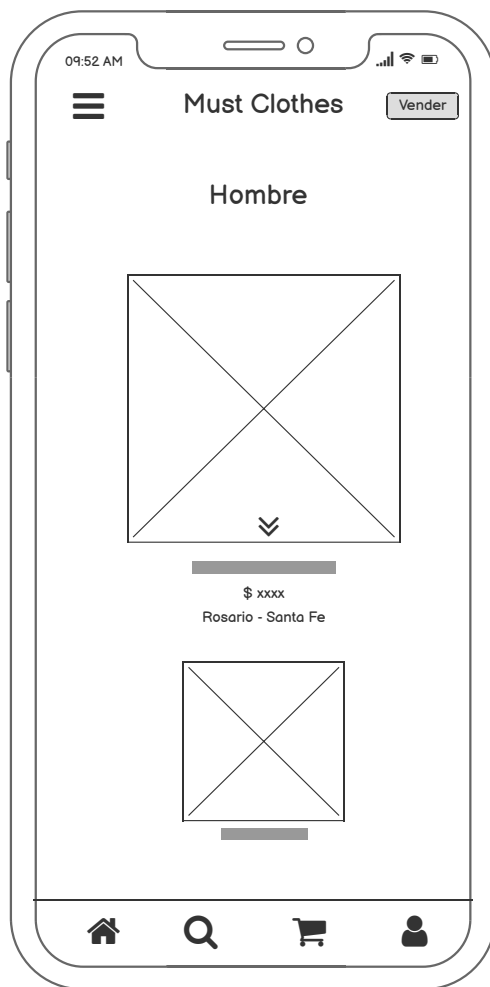 09:52 AM
Must Clothes
Vender
Hombre
$ xxxx
Rosario - Santa Fe